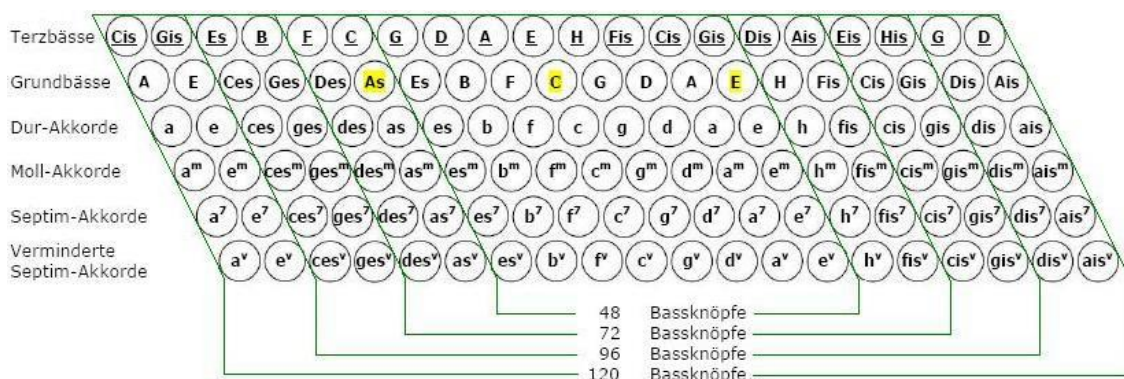 Terzbässe Cis Gis Es B F C G D A E H Fis Cis Gis Dis Ais Eis His G D
Grundbässe A E Ces Ges Des As Es B F C G D A E H Fis Cis Gis Dis Ais
Dur-Akkorde a e ces ges des as es b f c g d a e h fis cis gis dis ais
Moll-Akkorde aᵐ eᵐ cesᵐ gesᵐ desᵐ asᵐ esᵐ bᵐ fᵐ cᵐ gᵐ dᵐ aᵐ eᵐ hᵐ fisᵐ cisᵐ gisᵐ disᵐ aisᵐ
Septim-Akkorde a⁷ e⁷ ces⁷ ges⁷ des⁷ as⁷ es⁷ b⁷ f⁷ c⁷ g⁷ d⁷ a⁷ e⁷ h⁷ fis⁷ cis⁷ gis⁷ dis⁷ ais⁷
Verminderte
Septim-Akkorde aᵛ eᵛ cesᵛ gesᵛ desᵛ asᵛ esᵛ bᵛ fᵛ cᵛ gᵛ dᵛ aᵛ eᵛ hᵛ fisᵛ cisᵛ gisᵛ disᵛ aisᵛ
48 Bassknöpfe
72 Bassknöpfe
96 Bassknöpfe
120 Bassknöpfe